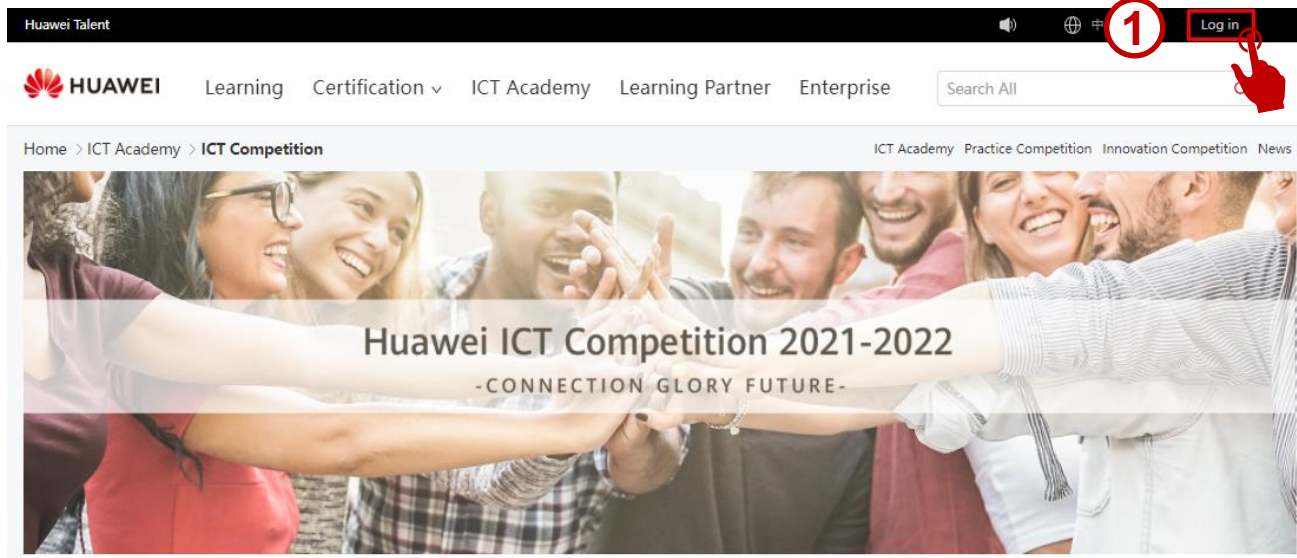 Huawei Talent
中
1
Log in
HUAWEI
Learning
Certification
ICT Academy
Learning Partner
Enterprise
Search All
Home > ICT Academy > ICT Competition
ICT Academy Practice Competition Innovation Competition News
Huawei ICT Competition 2021-2022
-CONNECTION GLORY FUTURE-